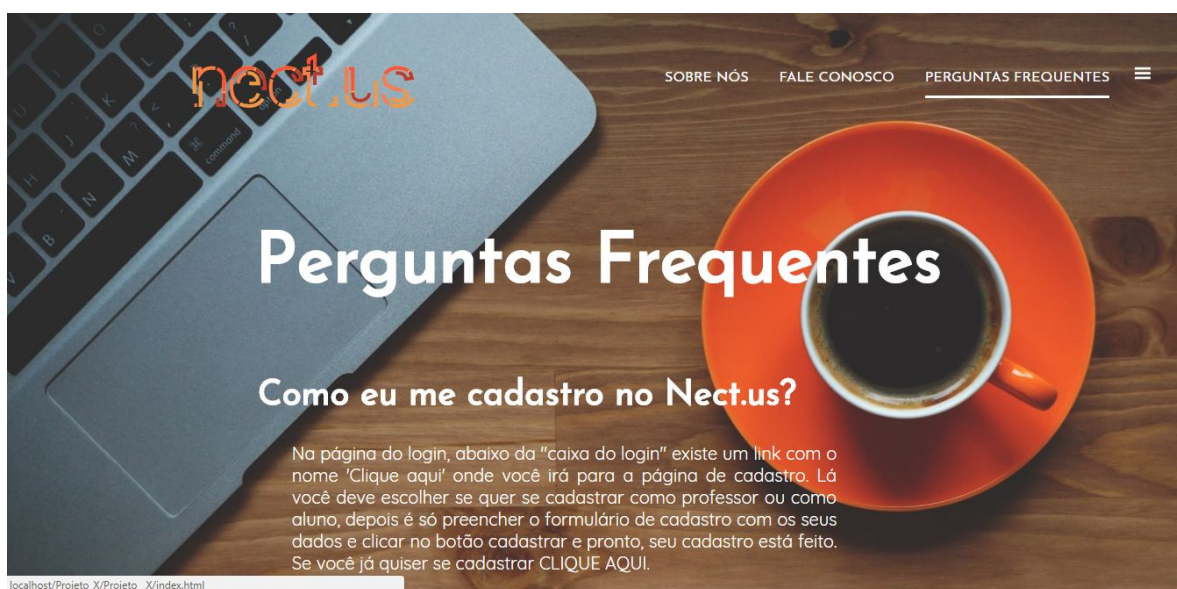 nect.us
SOBRE NÓS FALE CONOSCO PERGUNTAS FREQUENTES
command
option
Perguntas Frequentes
Como eu me cadastro no Nect.us?
Na página do login, abaixo da "caixa do login" existe um link com o
nome 'Clique aqui' onde você irá para a página de cadastro. Lá
você deve escolher se quer se cadastrar como professor ou como
aluno, depois é só preencher o formulário de cadastro com os seus
dados e clicar no botão cadastrar e pronto, seu cadastro está feito.
Se você já quiser se cadastrar CLIQUE AQUI.
localhost/Projeto_X/Projeto_X/index.html